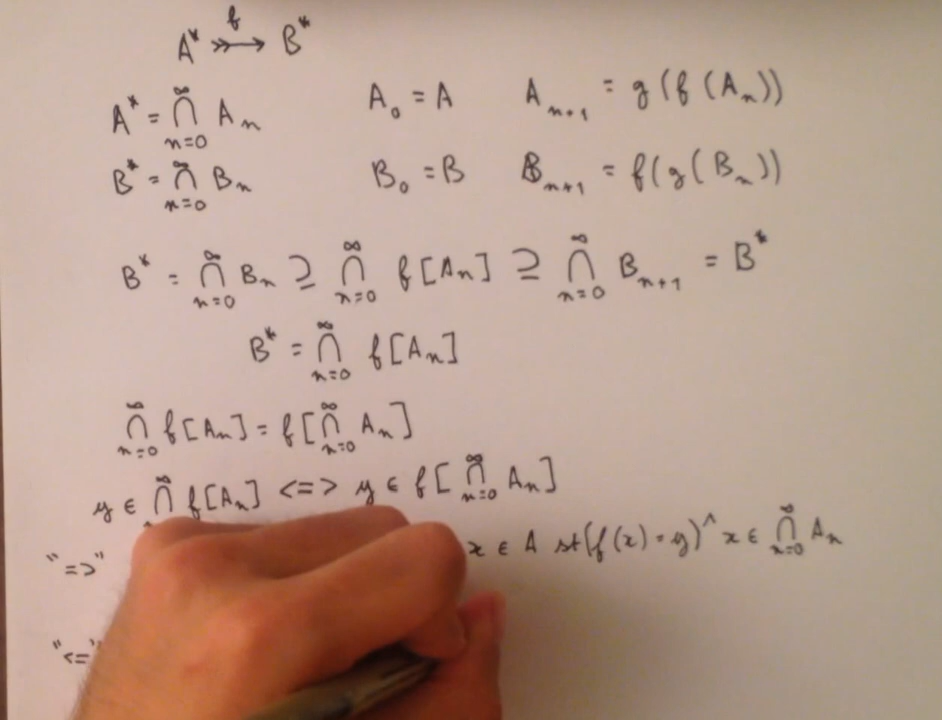 A* ↠ᶠ B*
A* = ⋂_{n=0}^{∞} A_n   A_0 = A   A_{n+1} = g(f(A_n))
B* = ⋂_{n=0}^{∞} B_n   B_0 = B   B_{n+1} = f(g(B_n))
B* = ⋂_{n=0}^{∞} B_n ⊇ ⋂_{n=0}^{∞} f[A_n] ⊇ ⋂_{n=0}^{∞} B_{n+1} = B*
B* = ⋂_{n=0}^{∞} f[A_n]
⋂_{n=0}^{∞} f[A_n] = f[⋂_{n=0}^{∞} A_n]
y ∈ ⋂^{∞} f[A_n] <=> y ∈ f[⋂_{n=0}^{∞} A_n]
"=>" x ∈ A st (f(x) = y) ^ x ∈ ⋂_{n=0}^{∞} A_n
"<="